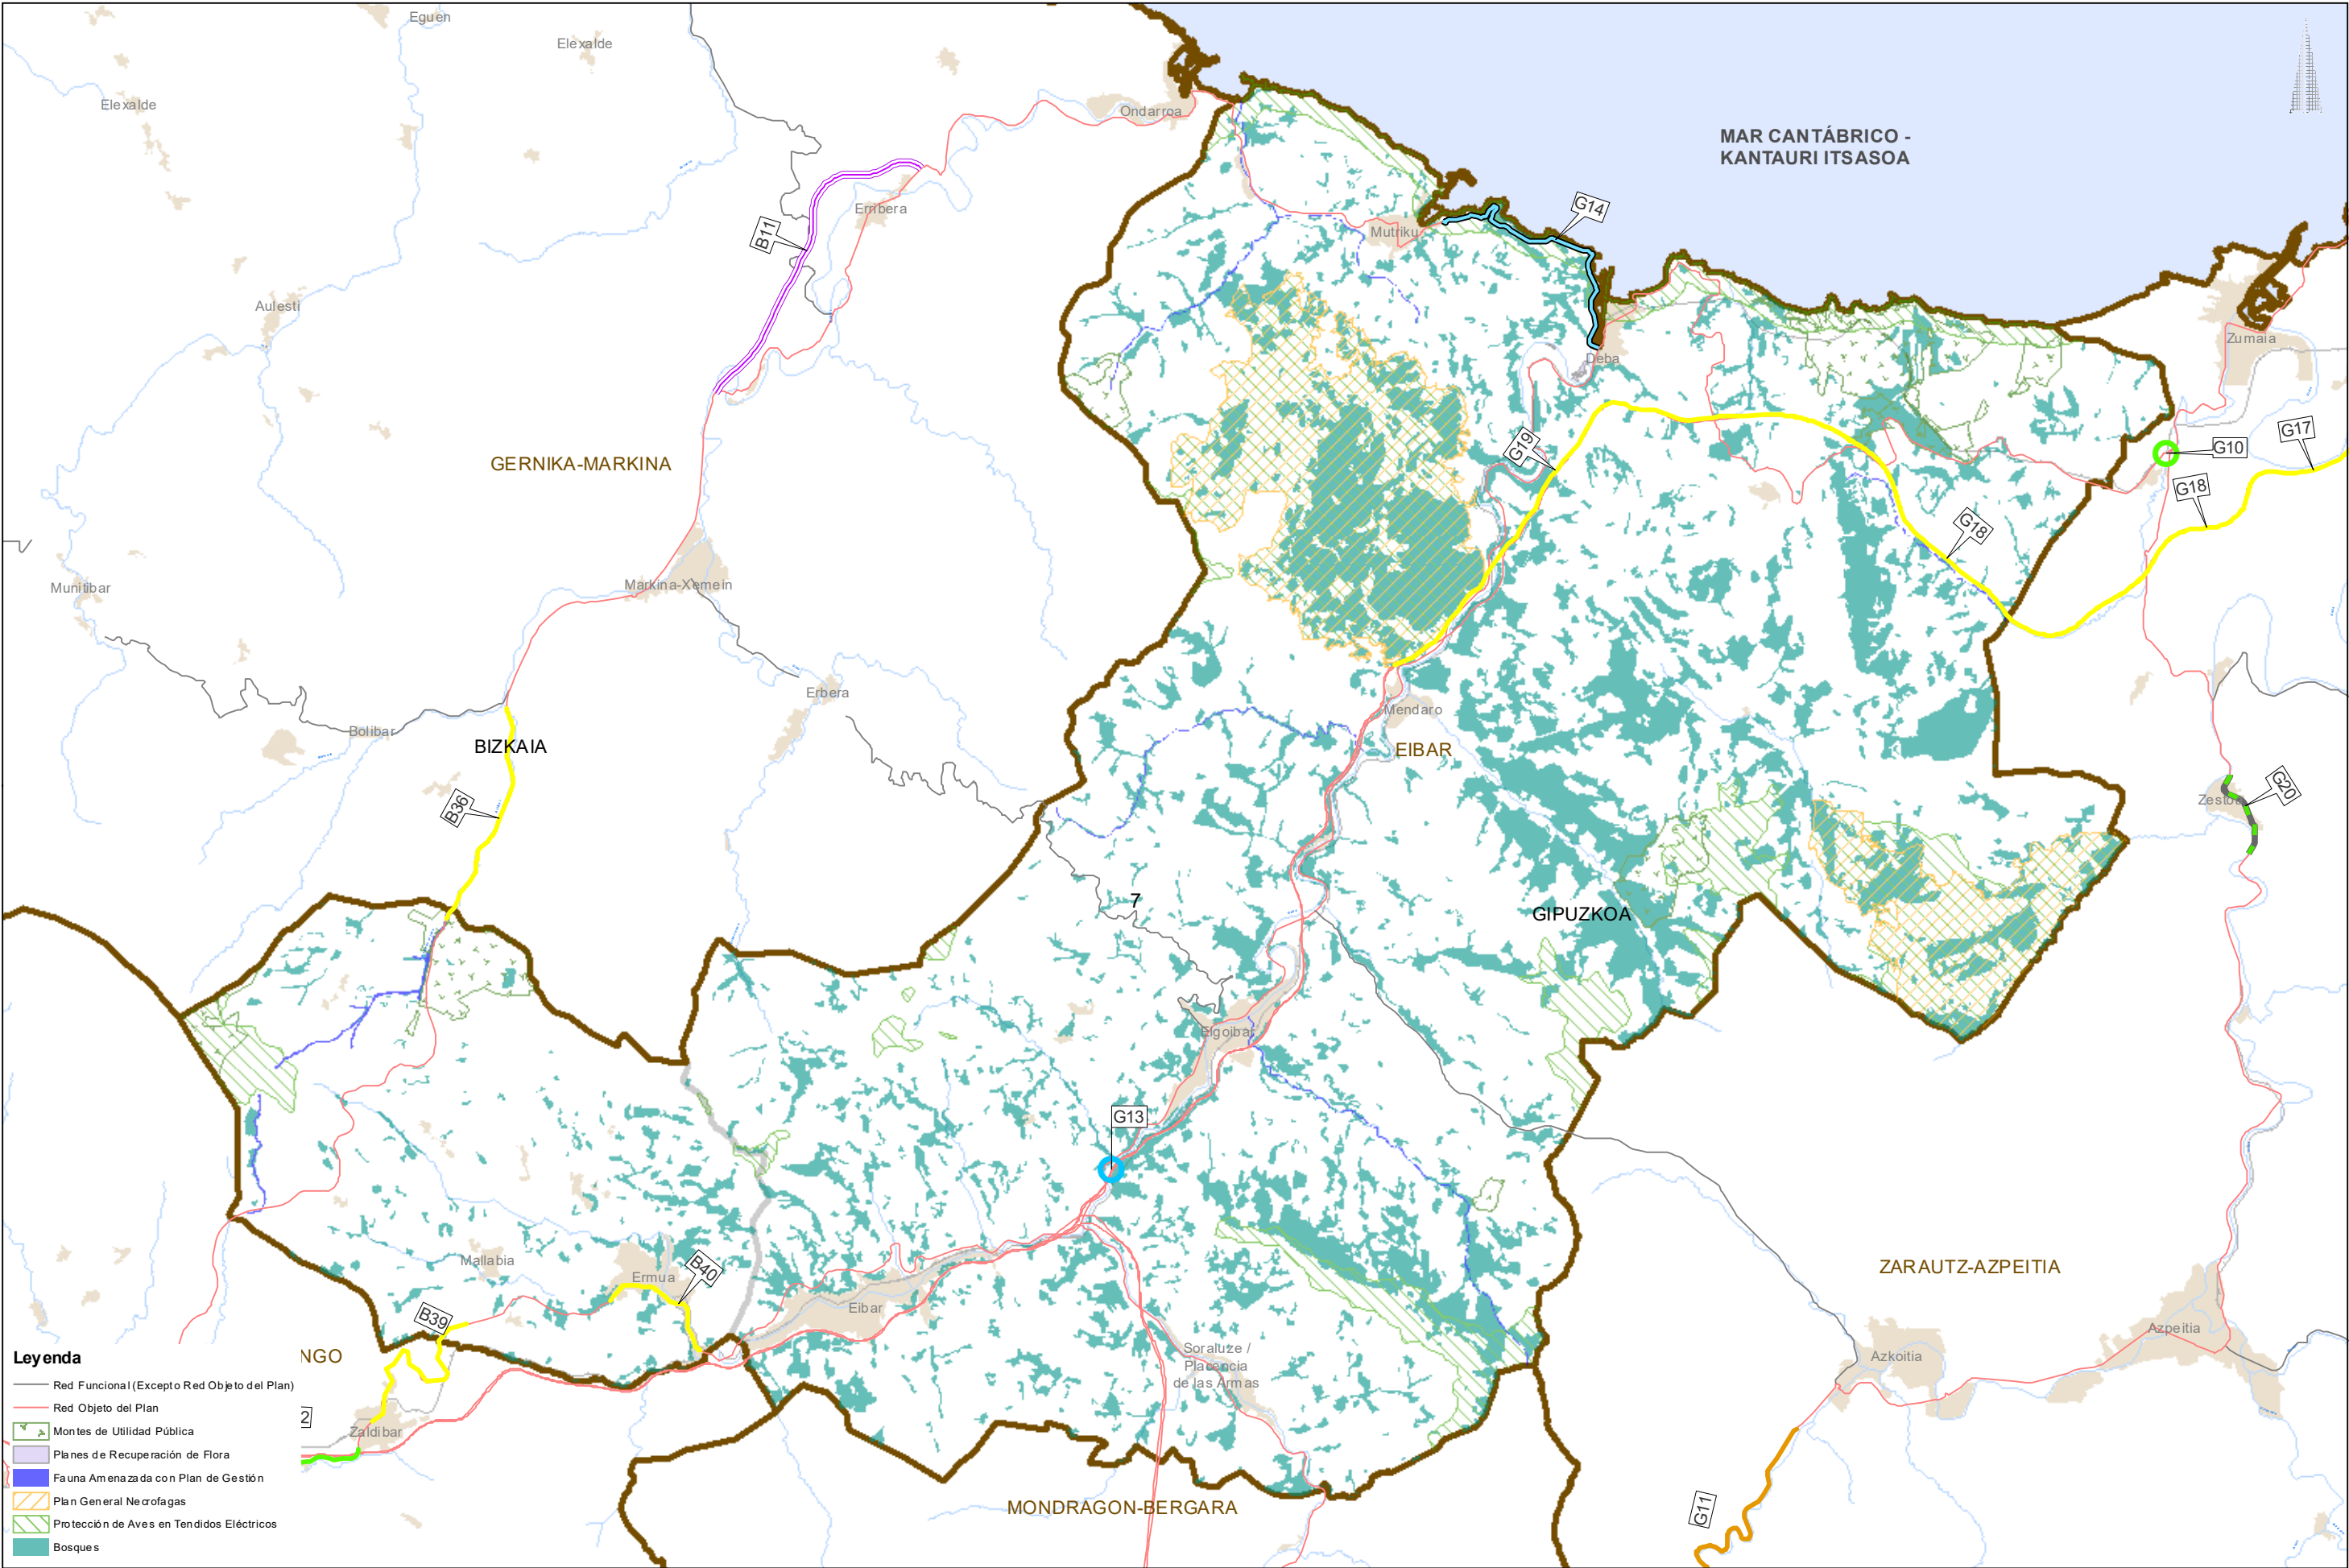 Eguen
Elexalde
Elexalde
Ondarroa
MAR CANTÁBRICO -
KANTAURI ITSASOA
Erribera
B11
Mutriku
G14
Aulesti
Zumaia
Deba
G19
G10
G17
GERNIKA-MARKINA
G18
G18
Munitibar
Markina-Xemein
Erbera
Mendaro
Bolibar
BIZKAIA
EIBAR
B36
Zestoa
G20
7
GIPUZKOA
Elgoibar
G13
Mallabia
Ermua
B40
Eibar
B39
ZARAUTZ-AZPEITIA
Soraluze /
Placencia
de las Armas
Azkoitia
Azpeitia
NGO
2
Zaldibar
MONDRAGON-BERGARA
G11
Leyenda
Red Funcional (Excepto Red Objeto del Plan)
Red Objeto del Plan
Montes de Utilidad Pública
Planes de Recuperación de Flora
Fauna Amenazada con Plan de Gestión
Plan General Necrofagas
Protección de Aves en Tendidos Eléctricos
Bosques